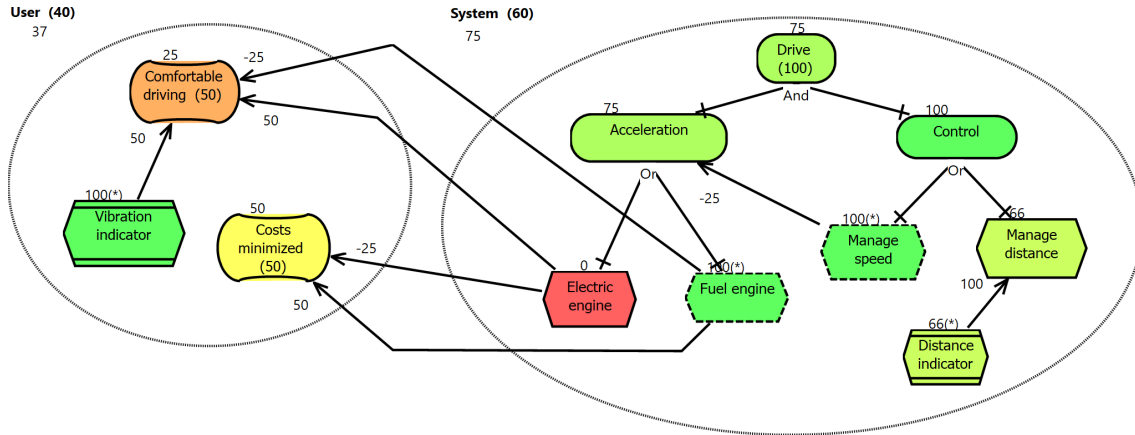 User (40)
37
System (60)
75
25
Comfortable
driving (50)
-25
50
50
100(*)
Vibration
indicator
50
Costs
minimized
(50)
-25
50
75
Drive
(100)
And
75
Acceleration
Or
100
Control
Or
-25
0
Electric
engine
100(*)
Fuel engine
100(*)
Manage
speed
66
Manage
distance
100
66(*)
Distance
indicator